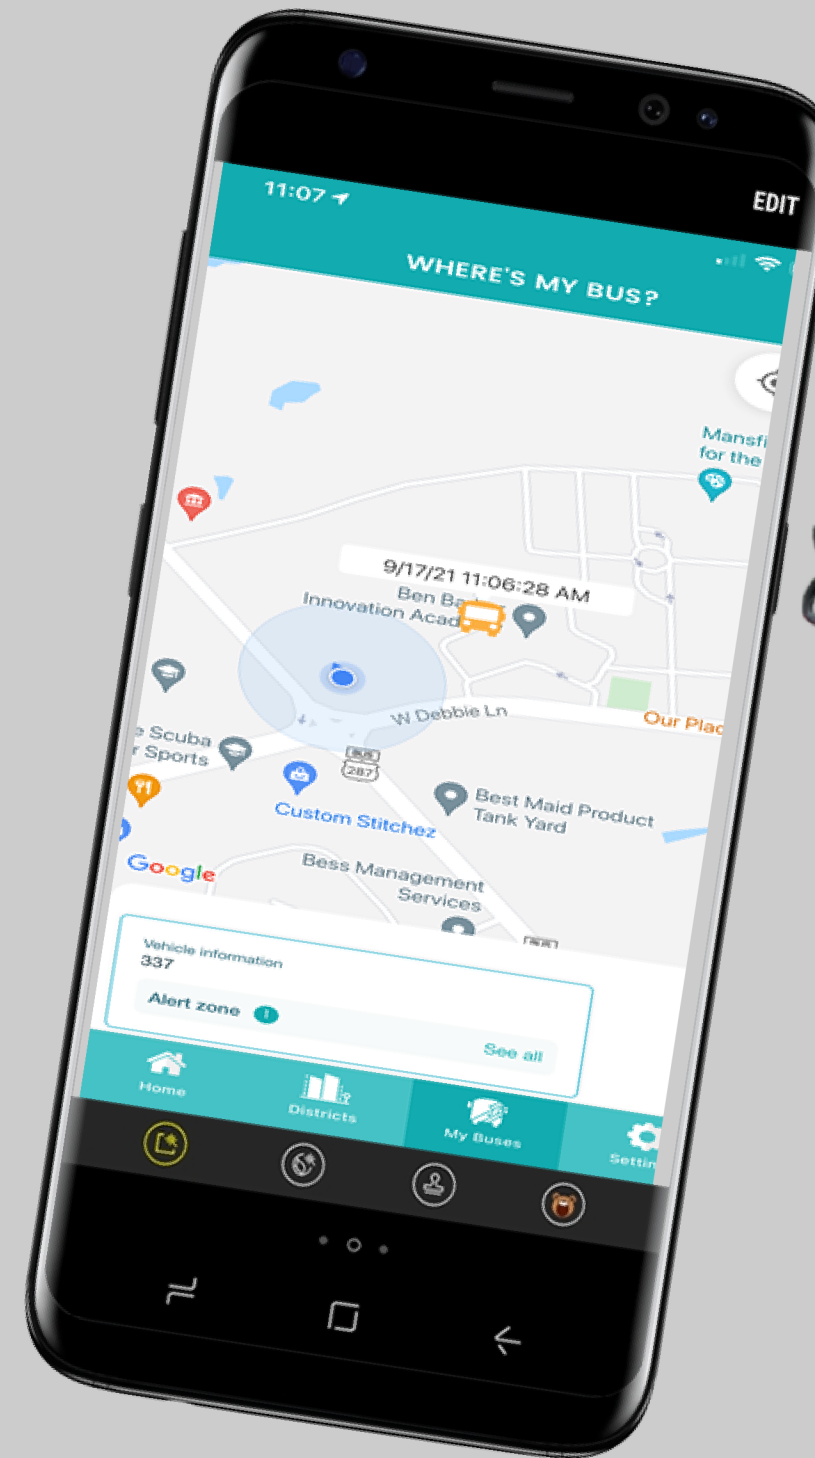 11:07
EDIT
WHERE'S MY BUS?
Mansfi
for the
9/17/21 11:06:28 AM
Ben Ba
Innovation Acad
W Debbie Ln
Our Plac
e Scuba
r Sports
BUS
287
Custom Stitchez
Best Maid Product
Tank Yard
Google
Bess Management
Services
BUS
Vehicle information
337
Alert zone
See all
Home
Districts
My Buses
Settin